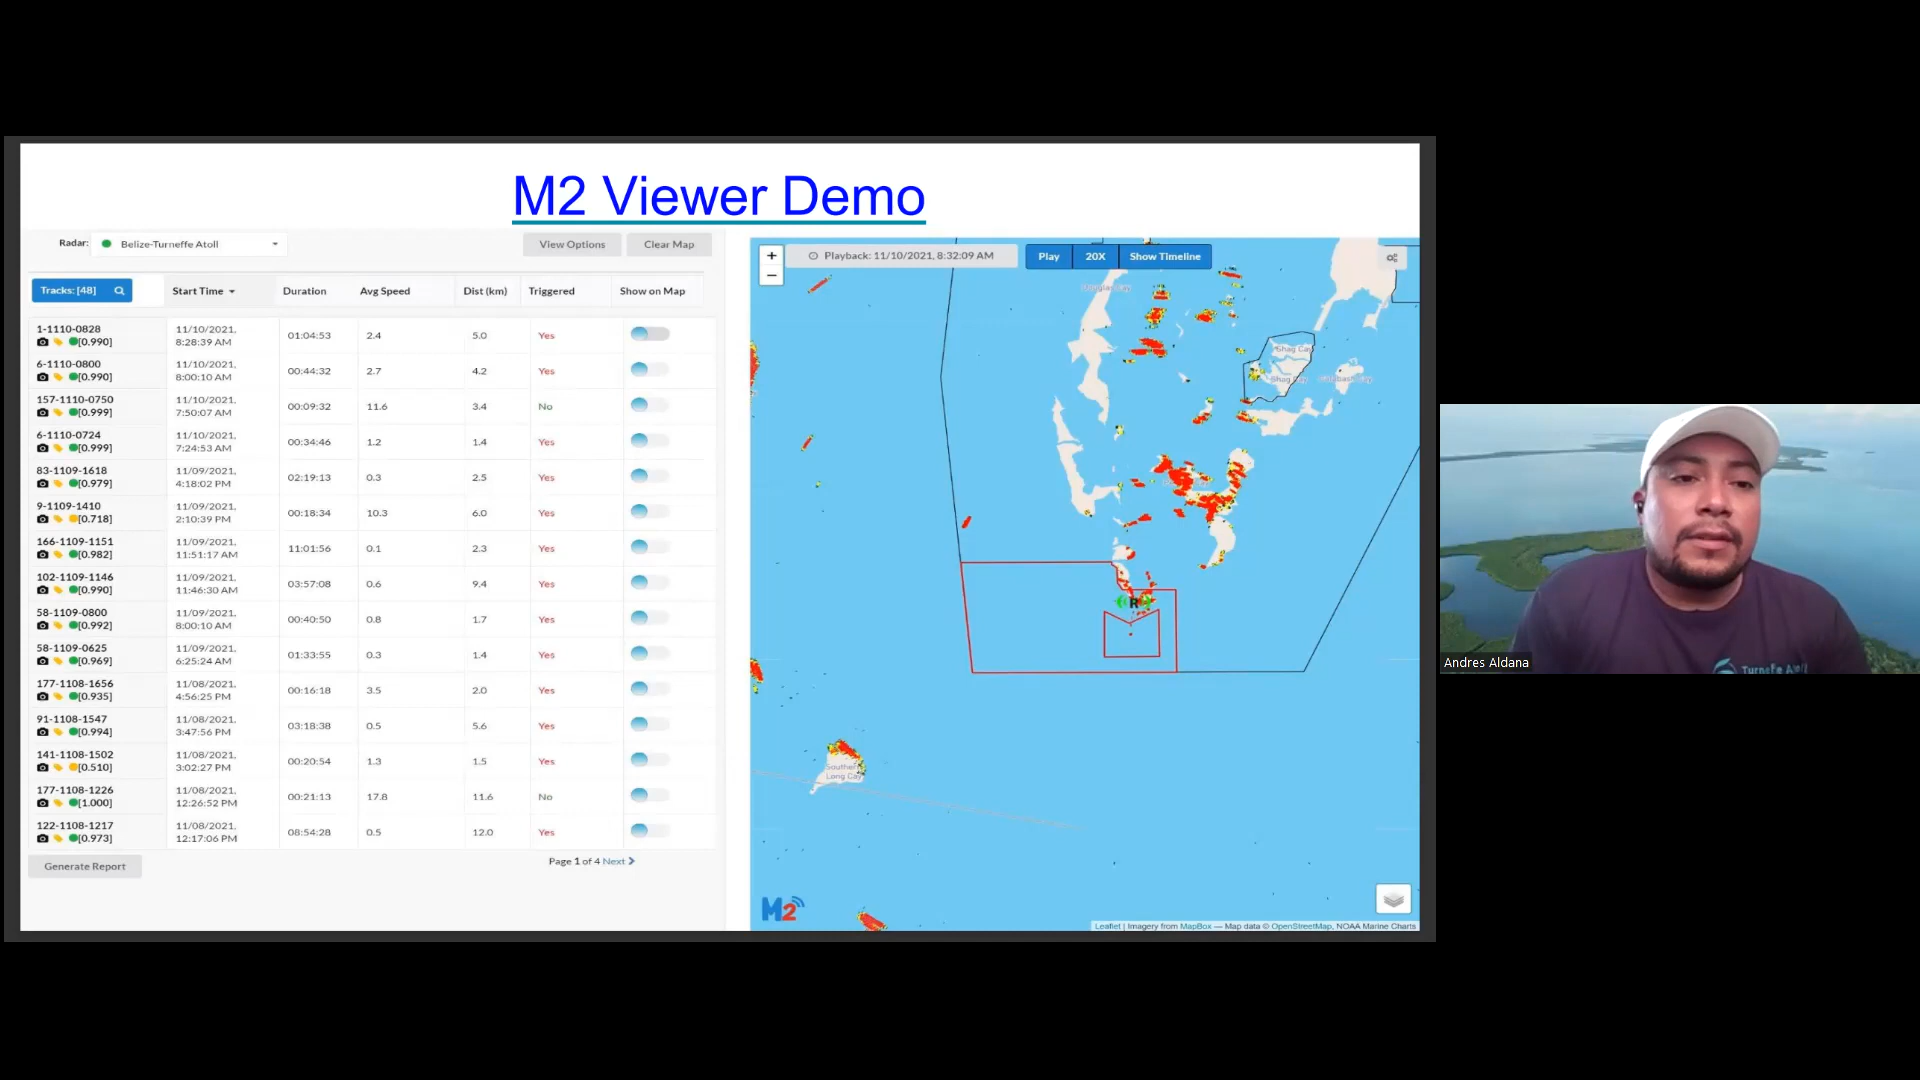 M2 Viewer Demo
Radar: Belize-Turneffe Atoll View Options Clear Map
Tracks: [48] Start Time Duration Avg Speed Dist (km) Triggered Show on Map
1-1110-0828 11/10/2021, 8:28:39 AM 01:04:53 2.4 5.0 Yes
[0.990]
6-1110-0800 11/10/2021, 8:00:10 AM 00:44:32 2.7 4.2 Yes
[0.990]
157-1110-0750 11/10/2021, 7:50:07 AM 00:09:32 11.6 3.4 No
[0.999]
6-1110-0724 11/10/2021, 7:24:53 AM 00:34:46 1.2 1.4 Yes
[0.999]
83-1109-1618 11/09/2021, 4:18:02 PM 02:19:13 0.3 2.5 Yes
[0.979]
9-1109-1410 11/09/2021, 2:10:39 PM 00:18:34 10.3 6.0 Yes
[0.718]
166-1109-1151 11/09/2021, 11:51:17 AM 11:01:56 0.1 2.3 Yes
[0.982]
102-1109-1146 11/09/2021, 11:46:30 AM 03:57:08 0.6 9.4 Yes
[0.990]
58-1109-0800 11/09/2021, 8:00:10 AM 00:40:50 0.8 1.7 Yes
[0.992]
58-1109-0625 11/09/2021, 6:25:24 AM 01:33:55 0.3 1.4 Yes
[0.969]
177-1108-1656 11/08/2021, 4:56:25 PM 00:16:18 3.5 2.0 Yes
[0.935]
91-1108-1547 11/08/2021, 3:47:56 PM 03:18:38 0.5 5.6 Yes
[0.994]
141-1108-1502 11/08/2021, 3:02:27 PM 00:20:54 1.3 1.5 Yes
[0.510]
177-1108-1226 11/08/2021, 12:26:52 PM 00:21:13 17.8 11.6 No
[1.000]
122-1108-1217 11/08/2021, 12:17:06 PM 08:54:28 0.5 12.0 Yes
[0.973]
Generate Report Page 1 of 4 Next
+ Playback: 11/10/2021, 8:32:09 AM Play 20X Show Timeline
−
Douglas Cay
Shag Cay
Shag Cay
R
Southern
Long Cay
M2
Leaflet | Imagery from MapBox — Map data © OpenStreetMap, NOAA Marine Charts
Andres Aldana
Turneffe Atoll